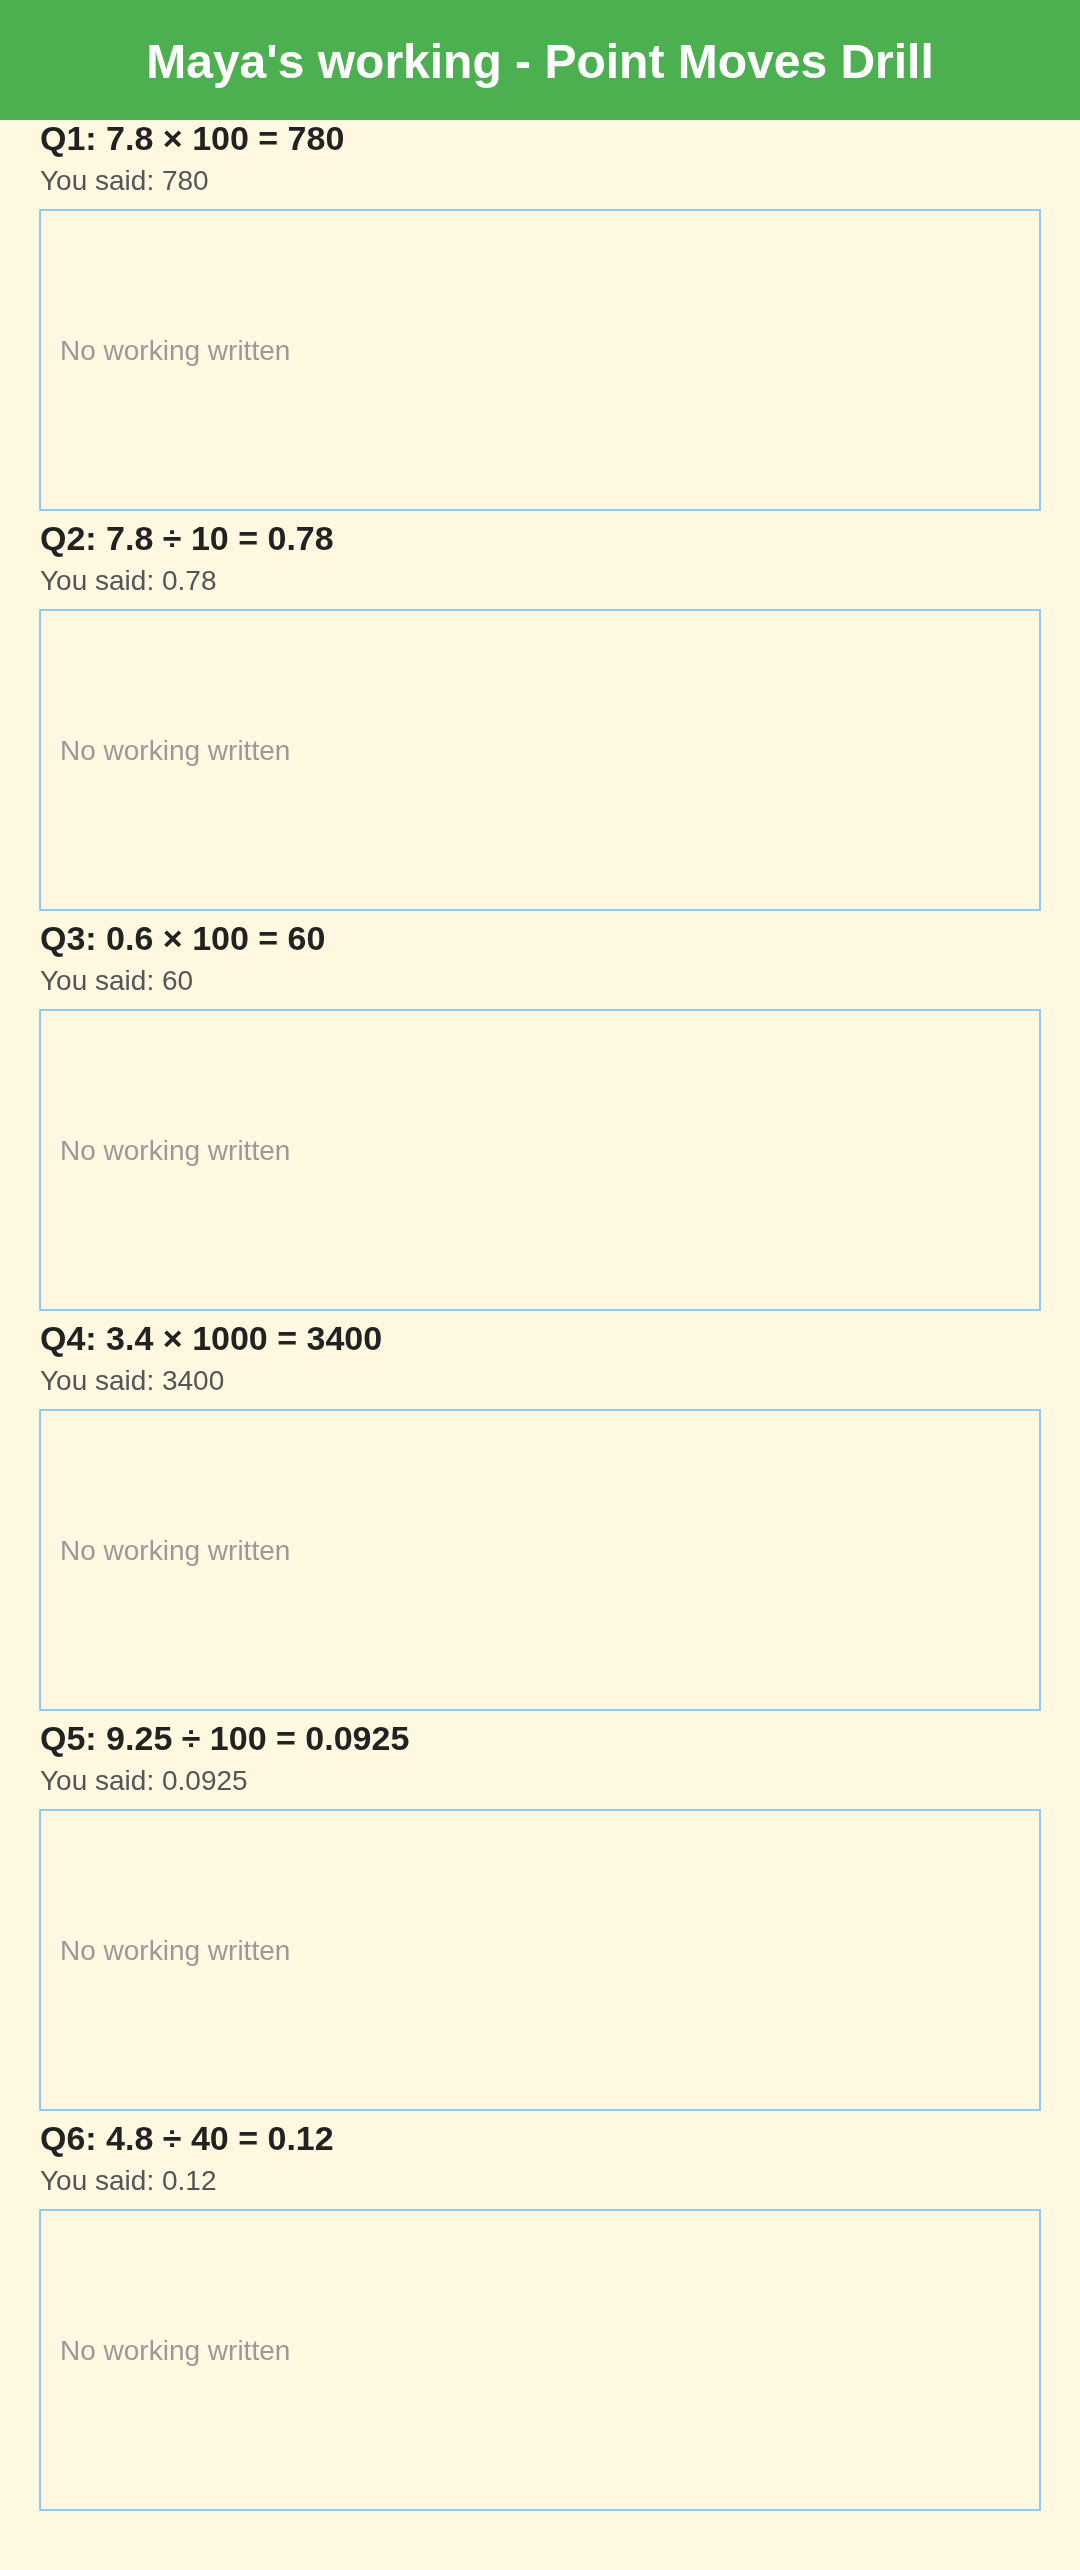 Maya's working - Point Moves Drill
Q1: 7.8 × 100 = 780
You said: 780
No working written
Q2: 7.8 ÷ 10 = 0.78
You said: 0.78
No working written
Q3: 0.6 × 100 = 60
You said: 60
No working written
Q4: 3.4 × 1000 = 3400
You said: 3400
No working written
Q5: 9.25 ÷ 100 = 0.0925
You said: 0.0925
No working written
Q6: 4.8 ÷ 40 = 0.12
You said: 0.12
No working written